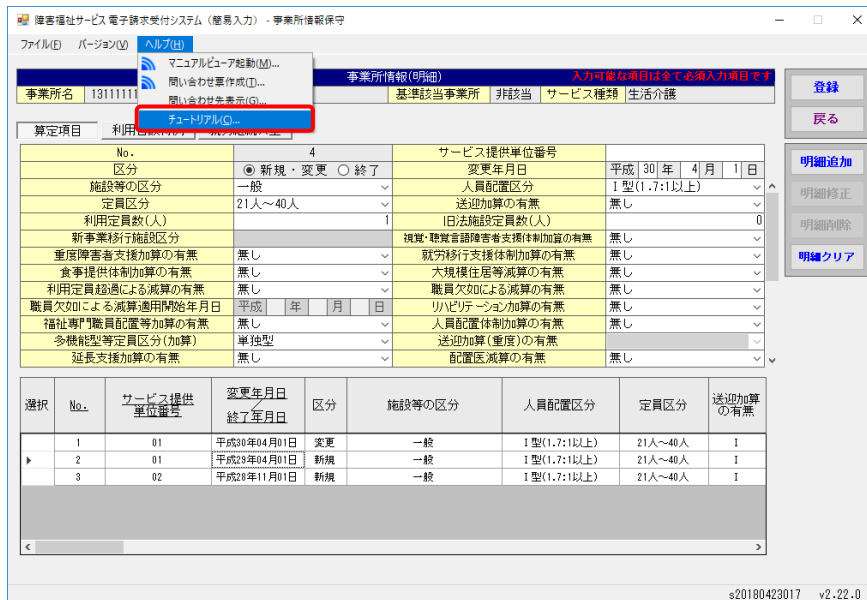 障害福祉サービス 電子請求受付システム（簡易入力） - 事業所情報保守
ファイル(F) バージョン(V) ヘルプ(H)
マニュアルビューア起動(M)...
問い合わせ票作成(T)...
問い合わせ先表示(G)...
チュートリアル(C)...
事業所情報(明細) 入力可能な項目は全て必須入力項目です
事業所名 13111111 基準該当事業所 非該当 サービス種類 生活介護
登録
戻る
明細追加
明細修正
明細削除
明細クリア
算定項目
No. 4 サービス提供単位番号
区分 新規・変更 終了 変更年月日 平成 30 年 4 月 1 日
施設等の区分 一般 人員配置区分 Ⅰ型(1.7:1以上)
定員区分 21人～40人 送迎加算の有無 無し
利用定員数(人) 1 旧法施設定員数(人) 0
新事業移行施設区分 視覚・聴覚言語障害者支援体制加算の有無 無し
重度障害者支援加算の有無 無し 就労移行支援体制加算の有無 無し
食事提供体制加算の有無 無し 大規模住居等減算の有無 無し
利用定員超過による減算の有無 無し 職員欠如による減算の有無 無し
職員欠如による減算適用開始年月日 平成 年 月 日 リハビリテーション加算の有無 無し
福祉専門職員配置等加算の有無 無し 人員配置体制加算の有無 無し
多機能型等定員区分(加算) 単独型 送迎加算(重度)の有無
延長支援加算の有無 無し 配置医減算の有無 無し
選択 No. サービス提供単位番号 変更年月日 終了年月日 区分 施設等の区分 人員配置区分 定員区分 送迎加算の有無
1 01 平成30年04月01日 変更 一般 Ⅰ型(1.7:1以上) 21人～40人 Ⅰ
2 01 平成29年04月01日 新規 一般 Ⅰ型(1.7:1以上) 21人～40人 Ⅰ
3 02 平成28年11月01日 新規 一般 Ⅰ型(1.7:1以上) 21人～40人 Ⅰ
s20180423017 v2.22.0